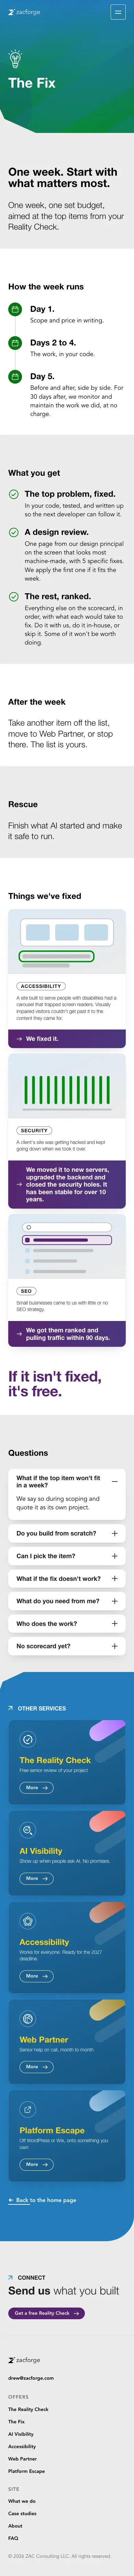 zacforge
The Fix
One week. Start with
what matters most.
One week, one set budget,
aimed at the top items from your
Reality Check.
How the week runs
Day 1.
Scope and price in writing.
Days 2 to 4.
The work, in your code.
Day 5.
Before and after, side by side. For
30 days after, we monitor and
maintain the work we did, at no
charge.
What you get
The top problem, fixed.
In your code, tested, and written up
so the next developer can follow it.
A design review.
One page from our design principal
on the screen that looks most
machine-made, with 5 specific fixes.
We apply the first one if it fits the
week.
The rest, ranked.
Everything else on the scorecard, in
order, with what each would take to
fix. Do it with us, do it in-house, or
skip it. Some of it won't be worth
doing.
After the week
Take another item off the list,
move to Web Partner, or stop
there. The list is yours.
Rescue
Finish what AI started and make
it safe to run.
Things we've fixed
ACCESSIBILITY
A site built to serve people with disabilities had a
carousel that trapped screen readers. Visually
impaired visitors couldn't get past it to the
content they came for.
We fixed it.
SECURITY
A client's site was getting hacked and kept
going down when we took it over.
We moved it to new servers,
upgraded the backend and
closed the security holes. It
has been stable for over 10
years.
SEO
Small businesses came to us with little or no
SEO strategy.
We got them ranked and
pulling traffic within 90 days.
If it isn't fixed,
it's free.
Questions
What if the top item won't fit
in a week?
We say so during scoping and
quote it as its own project.
Do you build from scratch?
Can I pick the item?
What if the fix doesn't work?
What do you need from me?
Who does the work?
No scorecard yet?
OTHER SERVICES
The Reality Check
Free senior review of your project
More
AI Visibility
Show up when people ask AI. No promises.
More
Accessibility
Works for everyone. Ready for the 2027
deadline.
More
Web Partner
Senior help on call, month to month
More
Platform Escape
Off WordPress or Wix, onto something you
own
More
Back to the home page
CONNECT
Send us what you built
Get a free Reality Check
zacforge
drew@zacforge.com
OFFERS
The Reality Check
The Fix
AI Visibility
Accessibility
Web Partner
Platform Escape
SITE
What we do
Case studies
About
FAQ
© 2026 ZAC Consulting LLC. All rights reserved.